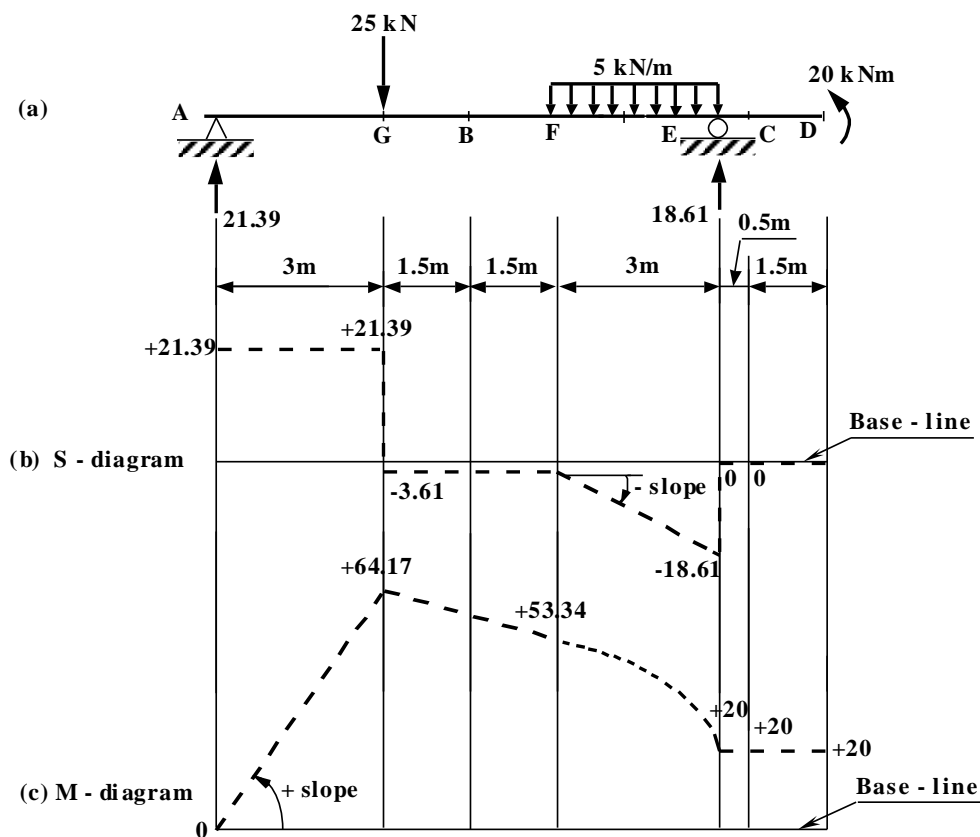 25 kN
5 kN/m
20 kNm
(a)
A
G
B
F
E
C
D
21.39
18.61
0.5m
3m
1.5m
1.5m
3m
1.5m
+21.39
+21.39
Base - line
(b) S - diagram
-3.61
- slope
0
0
-18.61
+64.17
+53.34
+20
+20
+20
(c) M - diagram
+ slope
Base - line
0